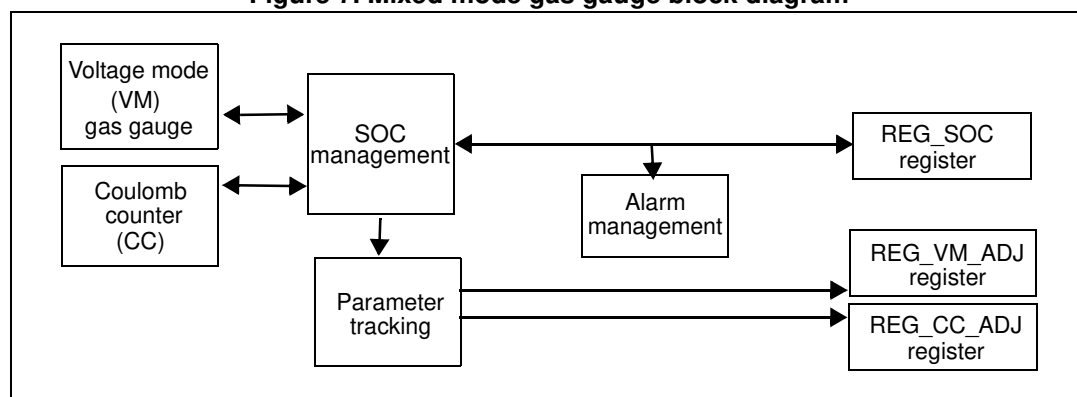 Figure 7. Mixed mode gas gauge block diagram
Voltage mode
(VM)
gas gauge
Coulomb
counter
(CC)
SOC
management
Alarm
management
REG_SOC
register
Parameter
tracking
REG_VM_ADJ
register
REG_CC_ADJ
register